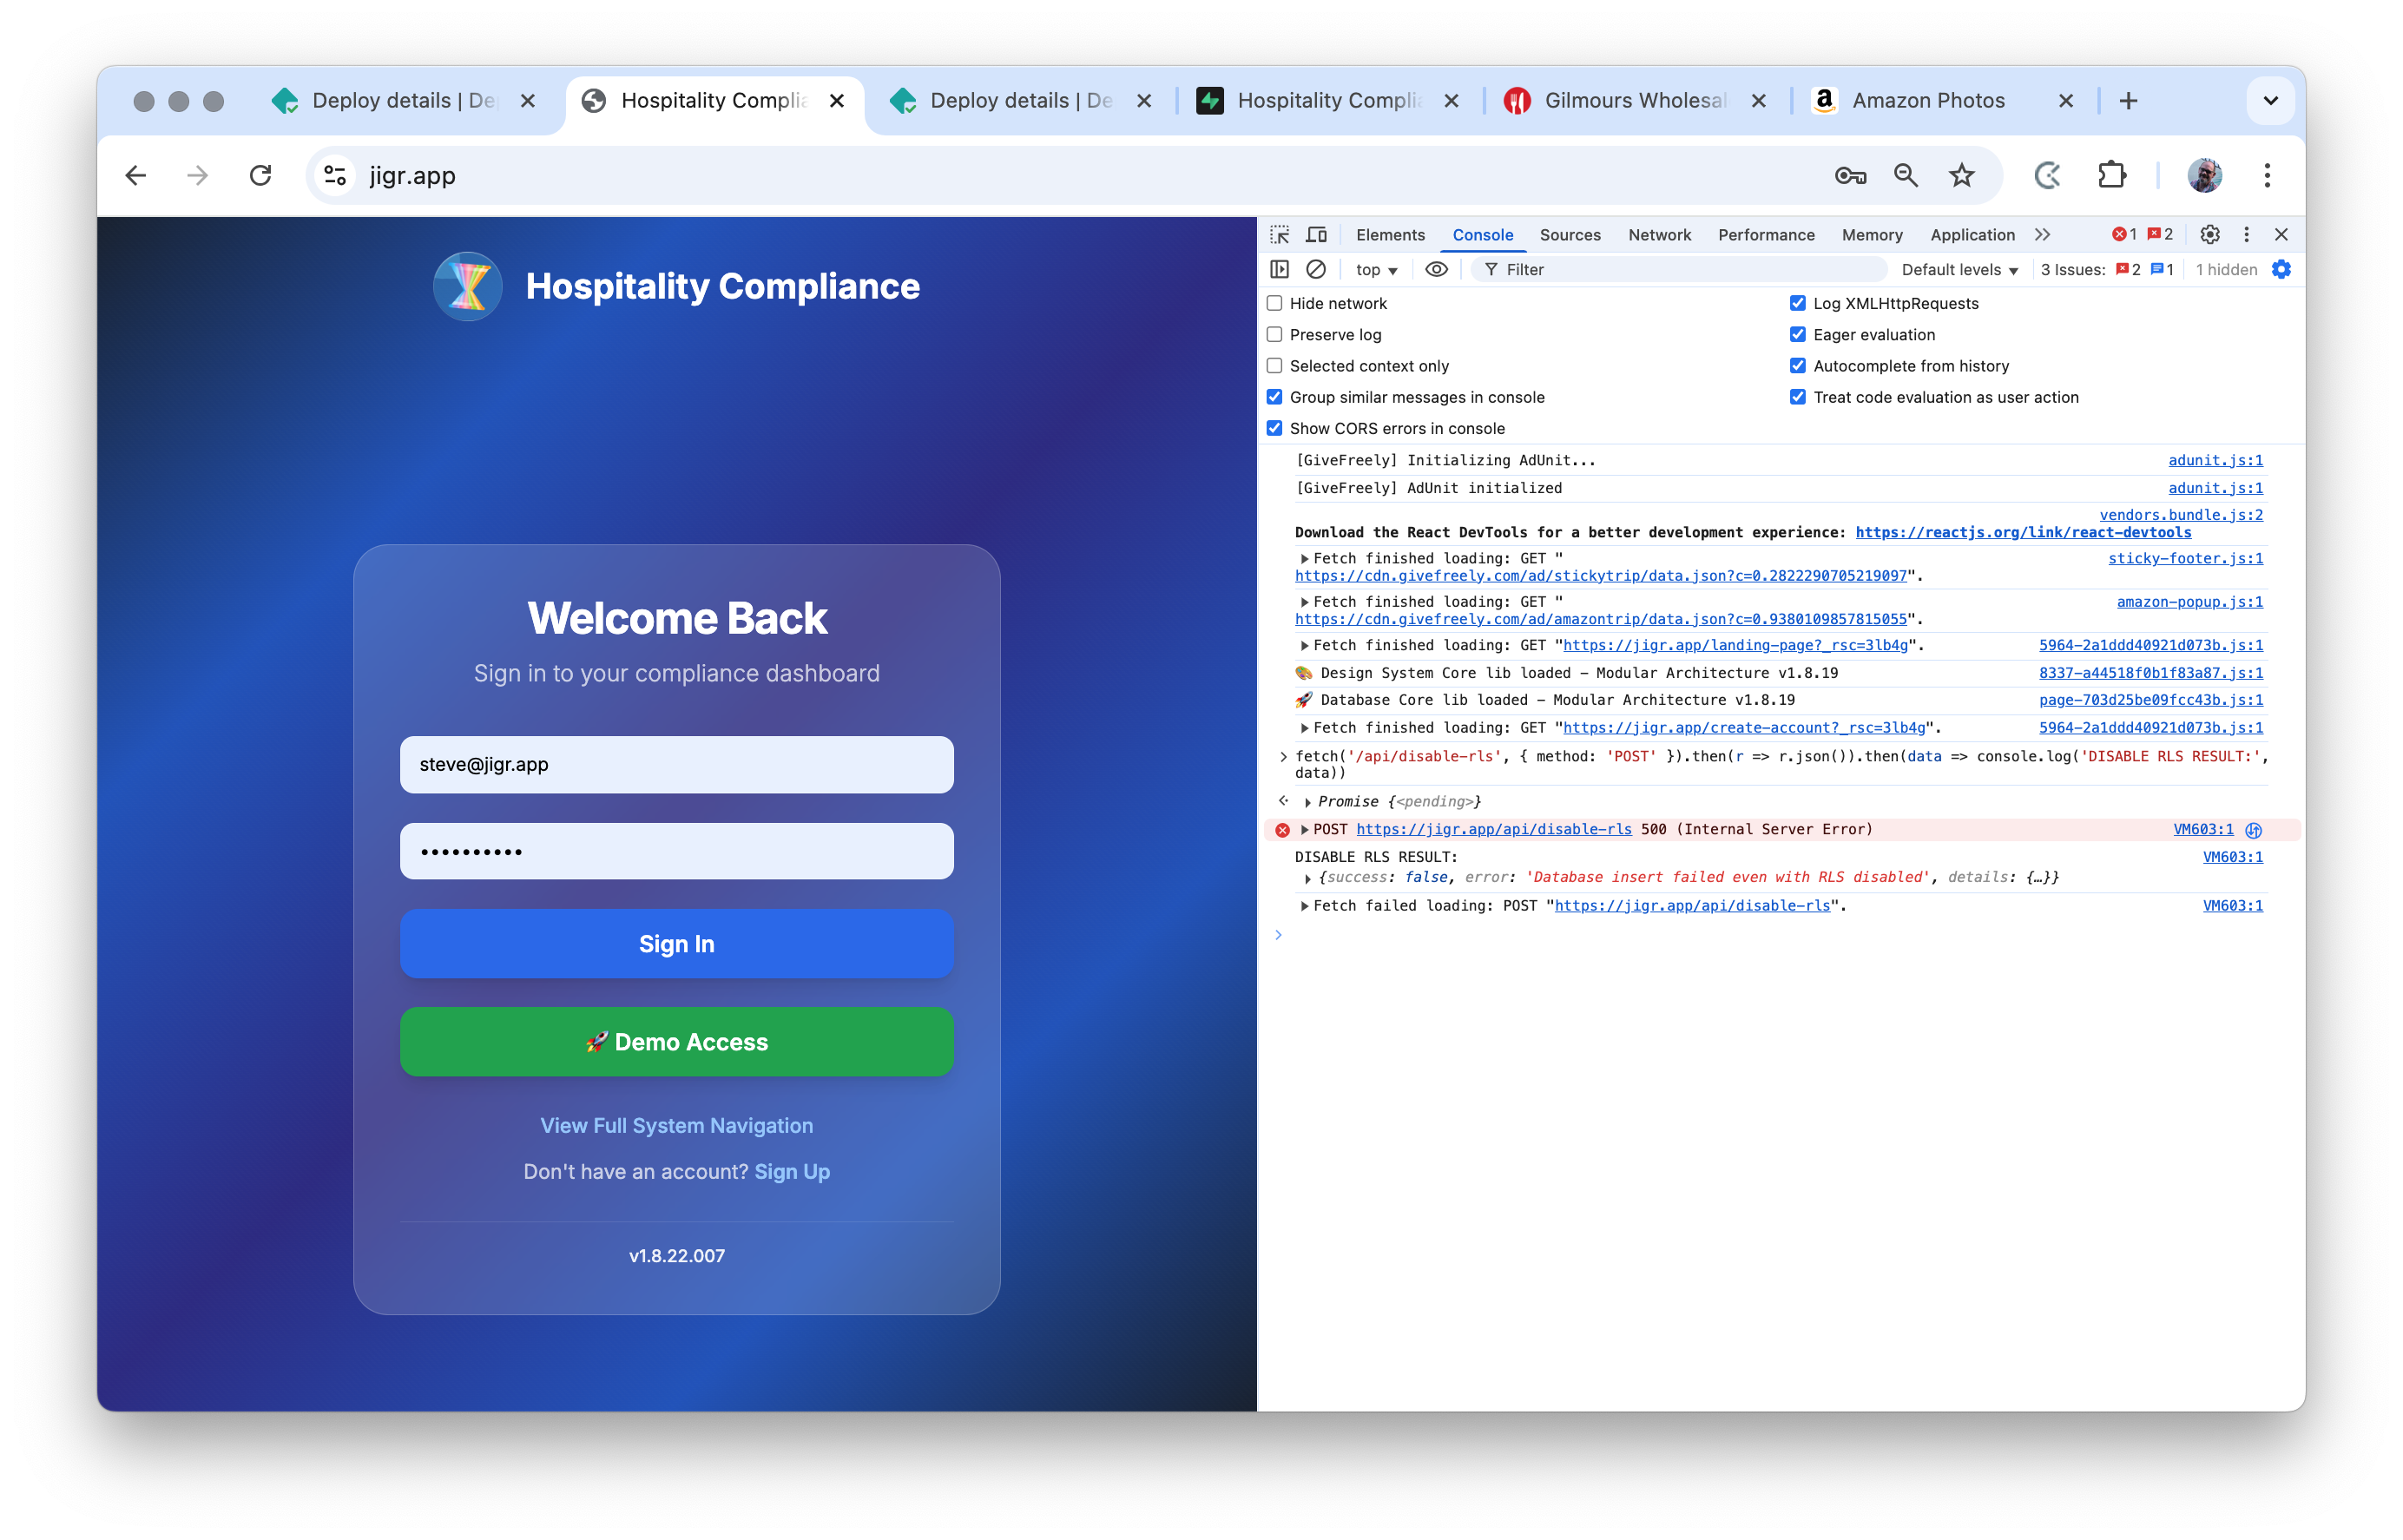 Deploy details | De
Hospitality Complia
Deploy details | De
Hospitality Complia
Gilmours Wholesal
Amazon Photos
jigr.app
Hospitality Compliance
Welcome Back
Sign in to your compliance dashboard
steve@jigr.app
••••••••••
Sign In
🚀 Demo Access
View Full System Navigation
Don't have an account? Sign Up
v1.8.22.007
Elements Console Sources Network Performance Memory Application 1 2
top Filter Default levels 3 Issues: 2 1 1 hidden
Hide network Log XMLHttpRequests
Preserve log Eager evaluation
Selected context only Autocomplete from history
Group similar messages in console Treat code evaluation as user action
Show CORS errors in console
[GiveFreely] Initializing AdUnit... adunit.js:1
[GiveFreely] AdUnit initialized adunit.js:1
vendors.bundle.js:2
Download the React DevTools for a better development experience: https://reactjs.org/link/react-devtools
Fetch finished loading: GET " sticky-footer.js:1
https://cdn.givefreely.com/ad/stickytrip/data.json?c=0.2822290705219097".
Fetch finished loading: GET " amazon-popup.js:1
https://cdn.givefreely.com/ad/amazontrip/data.json?c=0.9380109857815055".
Fetch finished loading: GET "https://jigr.app/landing-page?_rsc=3lb4g". 5964-2a1ddd40921d073b.js:1
🎨 Design System Core lib loaded – Modular Architecture v1.8.19 8337-a44518f0b1f83a87.js:1
🚀 Database Core lib loaded – Modular Architecture v1.8.19 page-703d25be09fcc43b.js:1
Fetch finished loading: GET "https://jigr.app/create-account?_rsc=3lb4g". 5964-2a1ddd40921d073b.js:1
fetch('/api/disable-rls', { method: 'POST' }).then(r => r.json()).then(data => console.log('DISABLE RLS RESULT:',
data))
Promise {<pending>}
POST https://jigr.app/api/disable-rls 500 (Internal Server Error) VM603:1
DISABLE RLS RESULT: VM603:1
{success: false, error: 'Database insert failed even with RLS disabled', details: {…}}
Fetch failed loading: POST "https://jigr.app/api/disable-rls". VM603:1